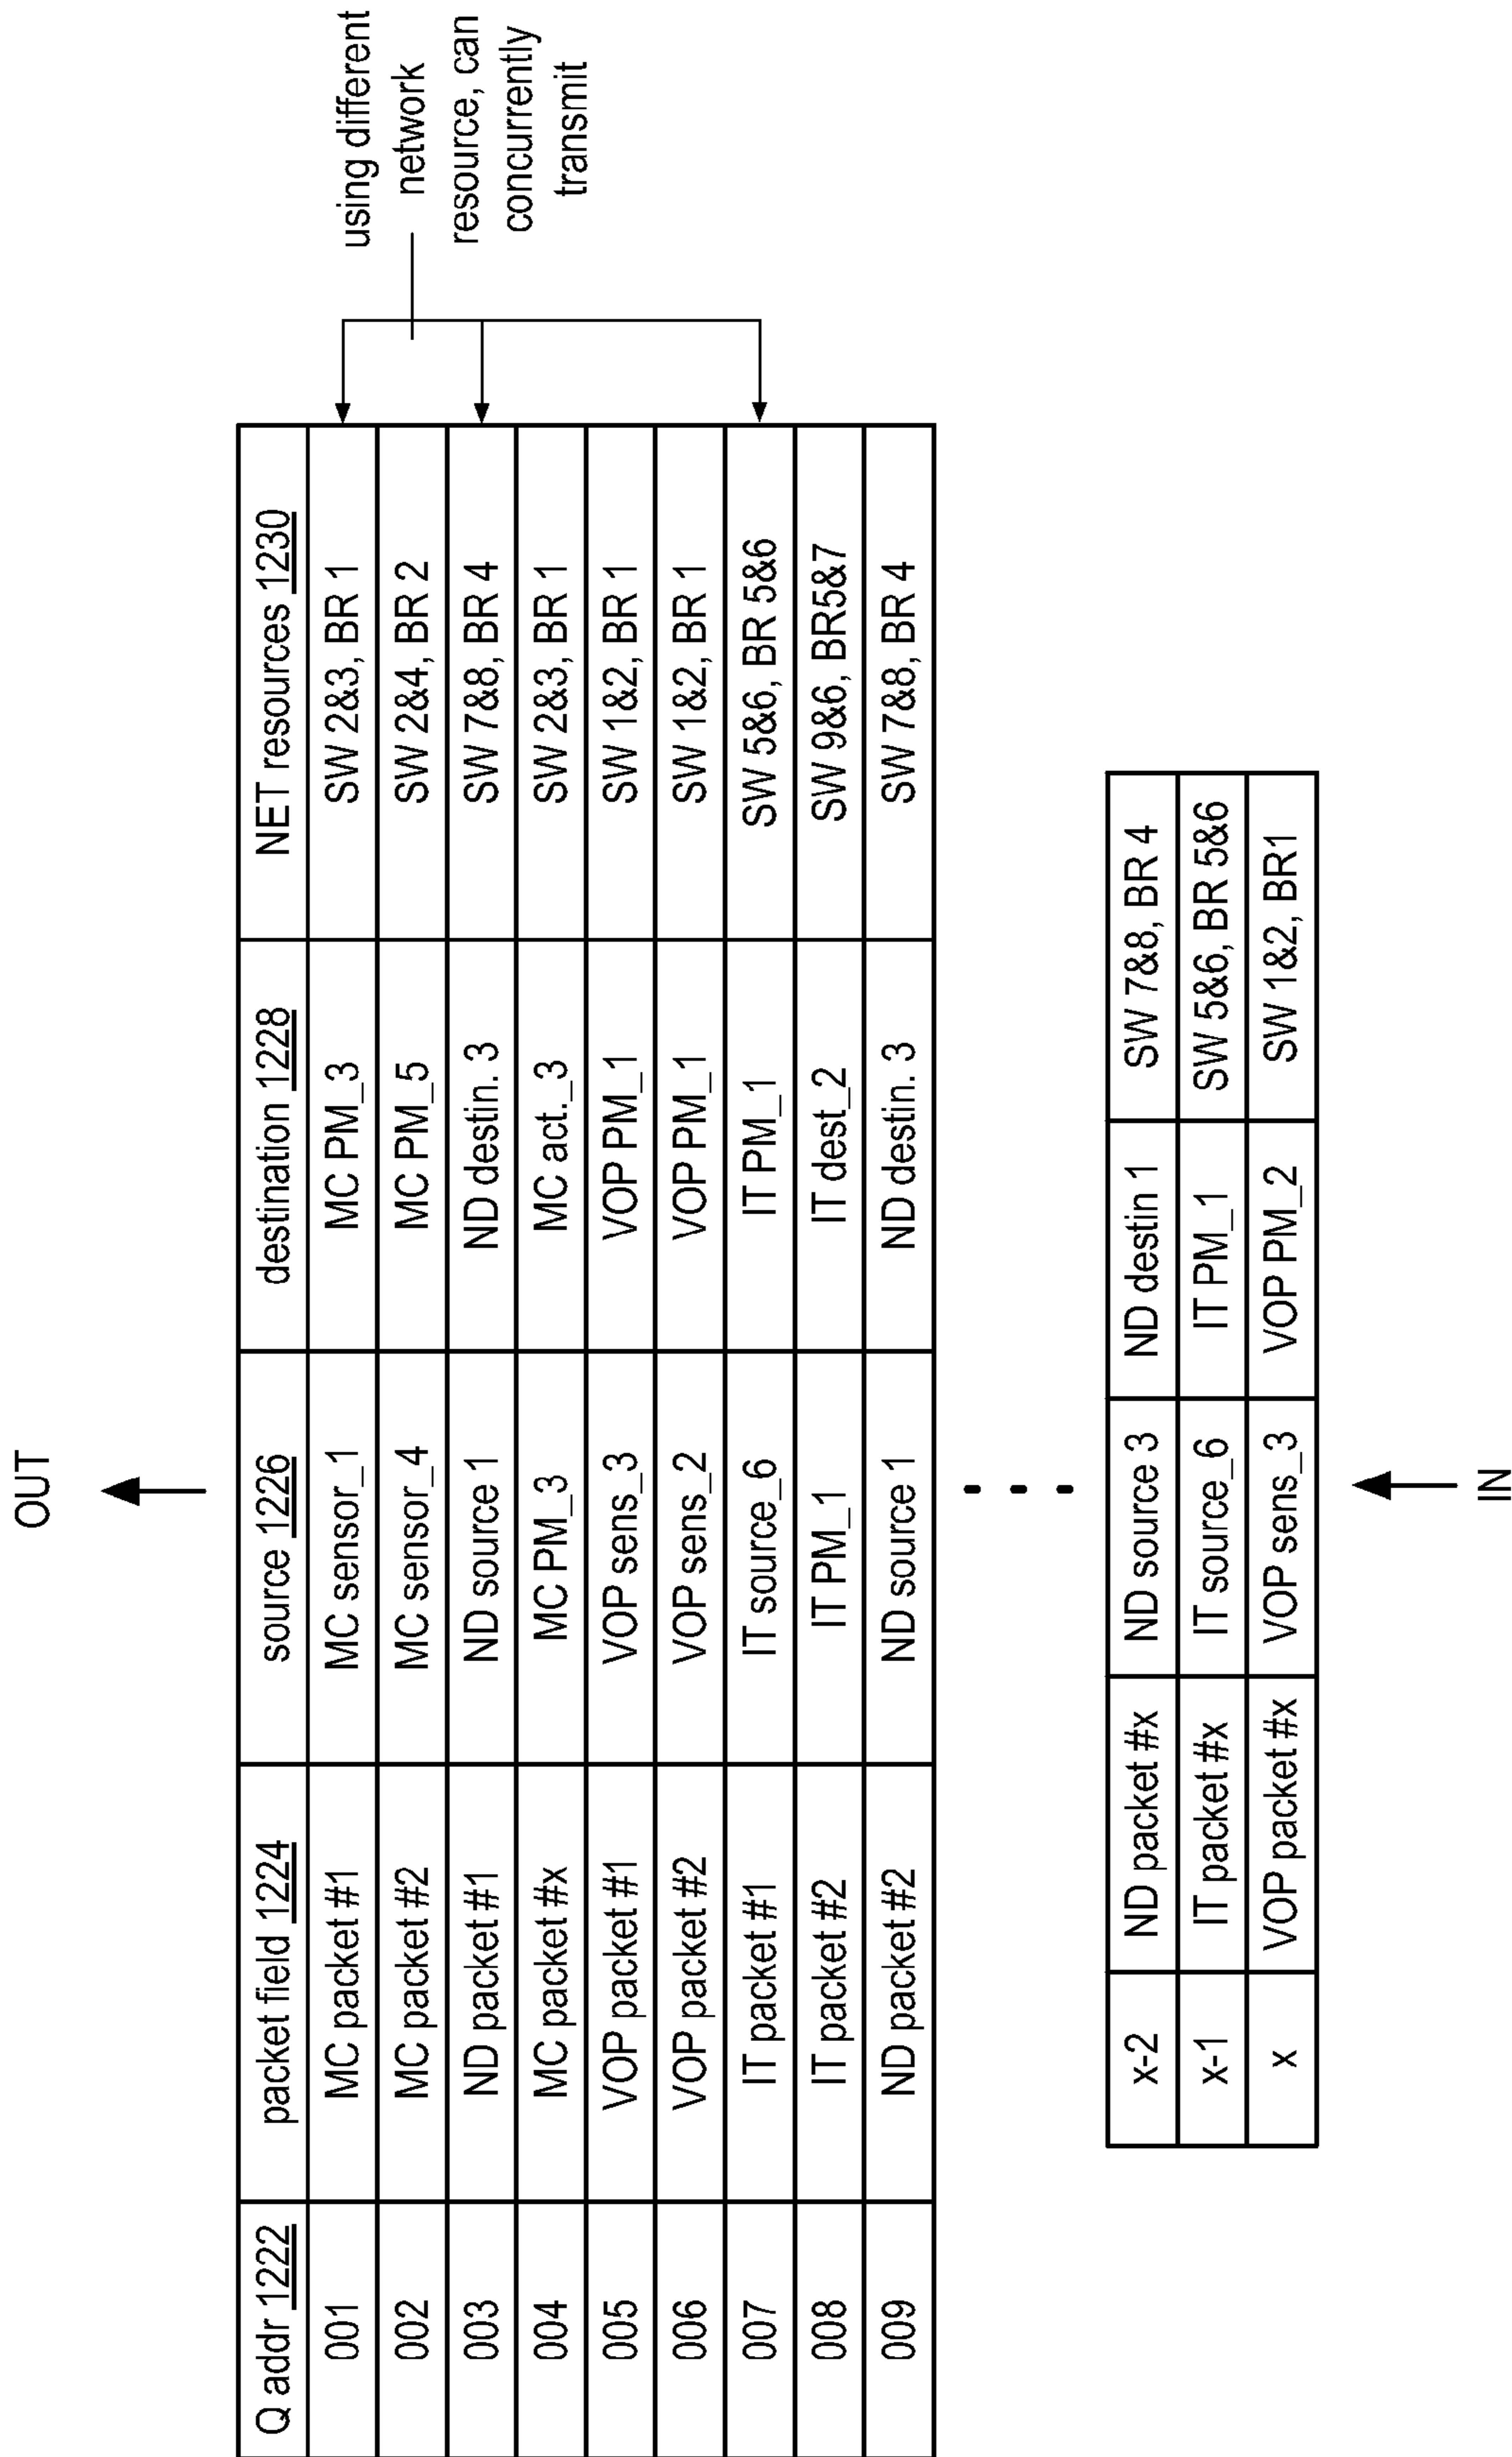 OUT
Q addr 1222 packet field 1224 source 1226 destination 1228 NET resources 1230
001 MC packet #1 MC sensor_1 MC PM_3 SW 2&3, BR 1
002 MC packet #2 MC sensor_4 MC PM_5 SW 2&4, BR 2
003 ND packet #1 ND source 1 ND destin. 3 SW 7&8, BR 4
004 MC packet #x MC PM_3 MC act._3 SW 2&3, BR 1
005 VOP packet #1 VOP sens_3 VOP PM_1 SW 1&2, BR 1
006 VOP packet #2 VOP sens_2 VOP PM_1 SW 1&2, BR 1
007 IT packet #1 IT source_6 IT PM_1 SW 5&6, BR 5&6
008 IT packet #2 IT PM_1 IT dest_2 SW 9&6, BR5&7
009 ND packet #2 ND source 1 ND destin. 3 SW 7&8, BR 4
using different
network
resource, can
concurrently
transmit
x-2 ND packet #x ND source 3 ND destin 1 SW 7&8, BR 4
x-1 IT packet #x IT source_6 IT PM_1 SW 5&6, BR 5&6
x VOP packet #x VOP sens_3 VOP PM_2 SW 1&2, BR1
IN